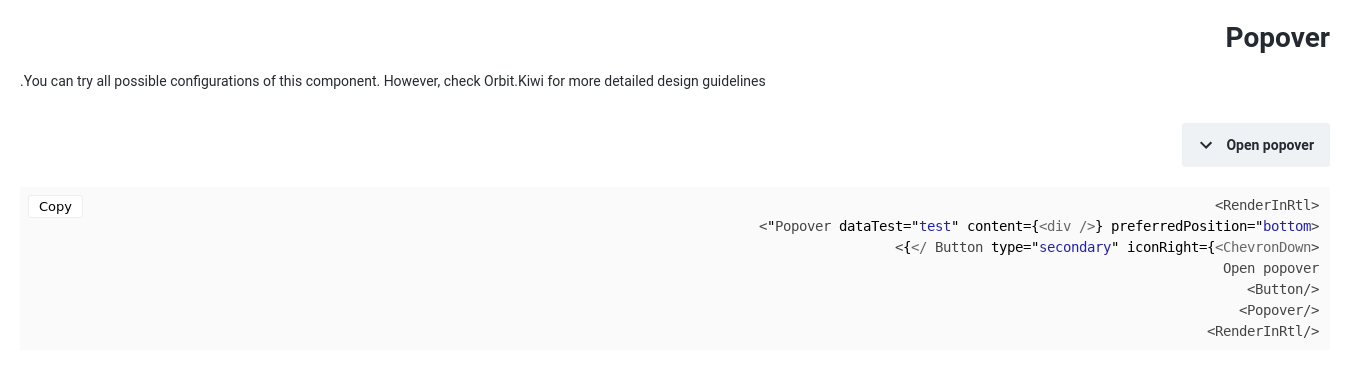 Popover
.You can try all possible configurations of this component. However, check Orbit.Kiwi for more detailed design guidelines
Open popover
Copy
<RenderInRtl>
<"Popover dataTest="test" content={<div />} preferredPosition="bottom>
<{</ Button type="secondary" iconRight={<ChevronDown>
Open popover
<Button/>
<Popover/>
<RenderInRtl/>